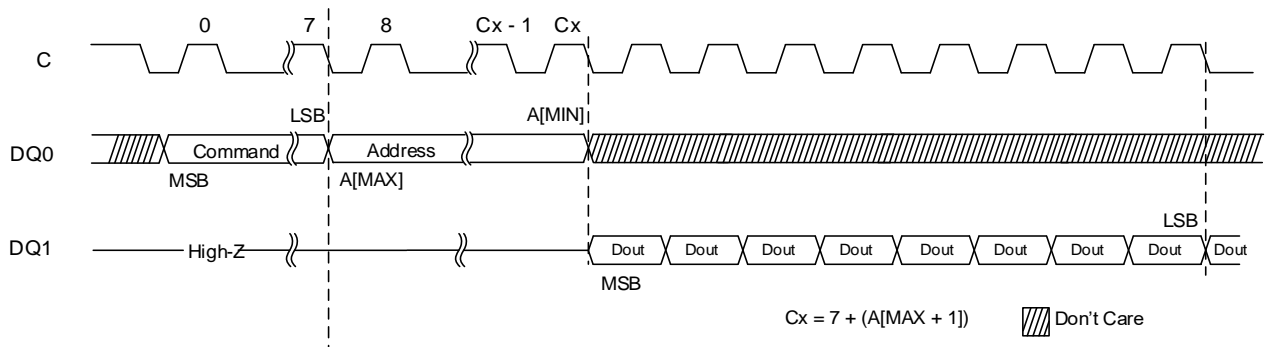 0 7 8 Cx - 1 Cx
C
LSB A[MIN]
DQ0 Command Address
MSB A[MAX]
LSB
DQ1 High-Z Dout Dout Dout Dout Dout Dout Dout Dout Dout
MSB
Cx = 7 + (A[MAX + 1]) Don't Care